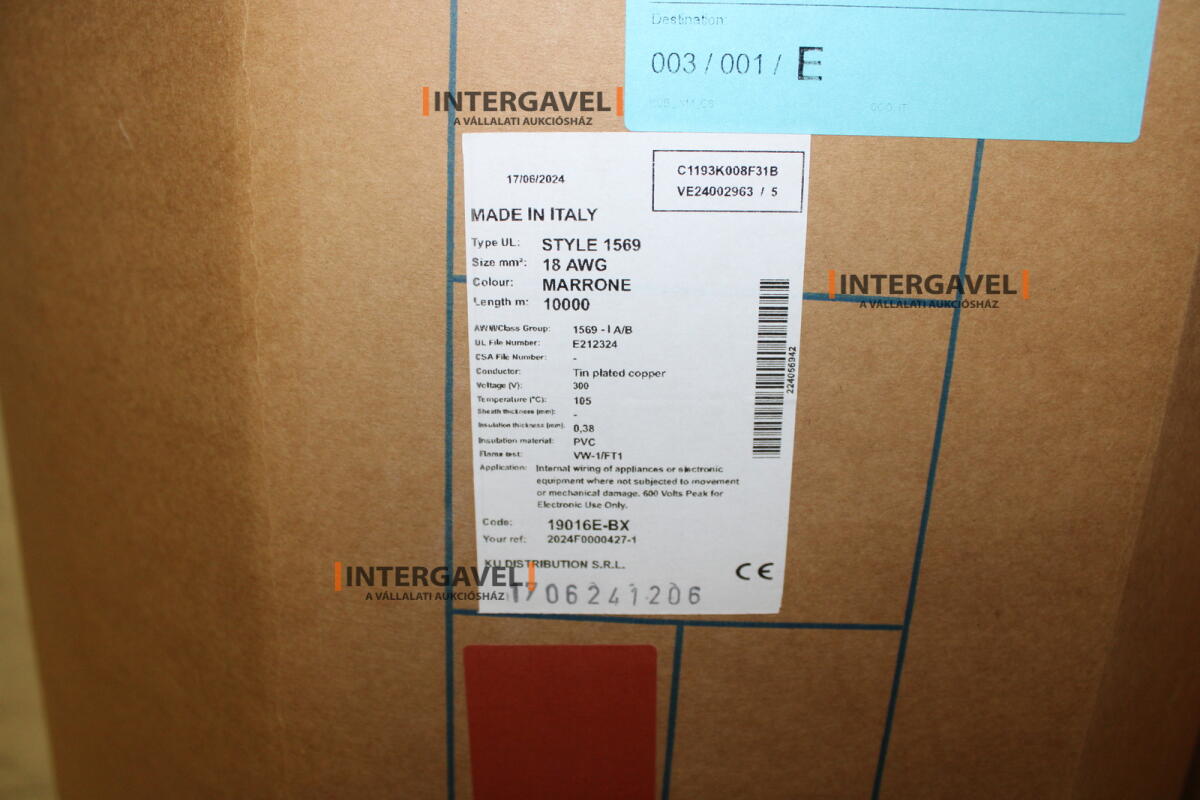 Destination:
003 / 001 / E
INTERGAVEL
A VÁLLALATI AUKCIÓSHÁZ
17/06/2024
C1193K008F31B
VE24002963 / 5
MADE IN ITALY
Type UL: STYLE 1569
Size mm²: 18 AWG
Colour: MARRONE
Length m: 10000
INTERGAVEL
A VÁLLALATI AUKCIÓSHÁZ
AWM/Class Group: 1569 - I A/B
UL File Number: E212324
CSA File Number: -
Conductor: Tin plated copper
Voltage (V): 300
Temperature (°C): 105
Sheath thickness (mm): -
Insulation thickness (mm): 0,38
Insulation material: PVC
Flame test: VW-1/FT1
Application: Internal wiring of appliances or electronic
equipment where not subjected to movement
or mechanical damage. 600 Volts Peak for
Electronic Use Only.
224056942
Code: 19016E-BX
Your ref: 2024F0000427-1
DISTRIBUTION S.R.L.
CE
INTERGAVEL
A VÁLLALATI AUKCIÓSHÁZ
1706241206